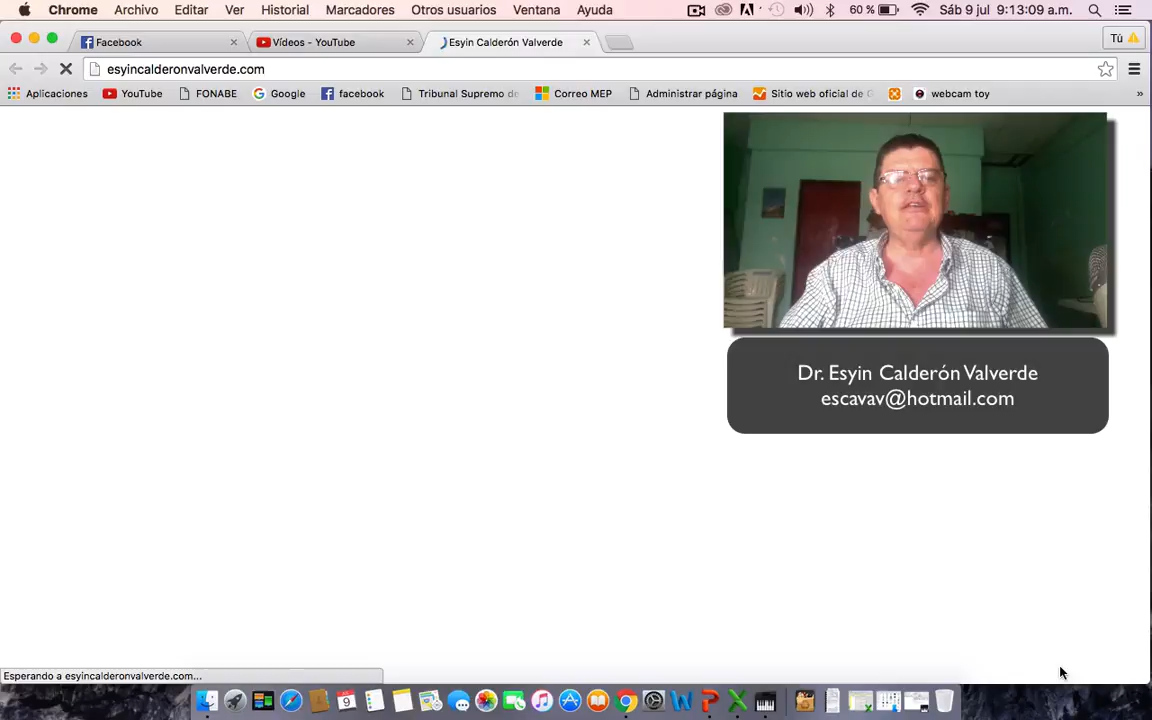 Chrome Archivo Editar Ver Historial Marcadores Otros usuarios Ventana Ayuda 60 % Sáb 9 jul 9:13:09 a.m.
Facebook Vídeos - YouTube Esyin Calderón Valverde Tú
esyincalderonvalverde.com
Aplicaciones YouTube FONABE Google facebook Tribunal Supremo de Correo MEP Administrar página Sitio web oficial de webcam toy »
Dr. Esyin Calderón Valverde
escavav@hotmail.com
Esperando a esyincalderonvalverde.com...